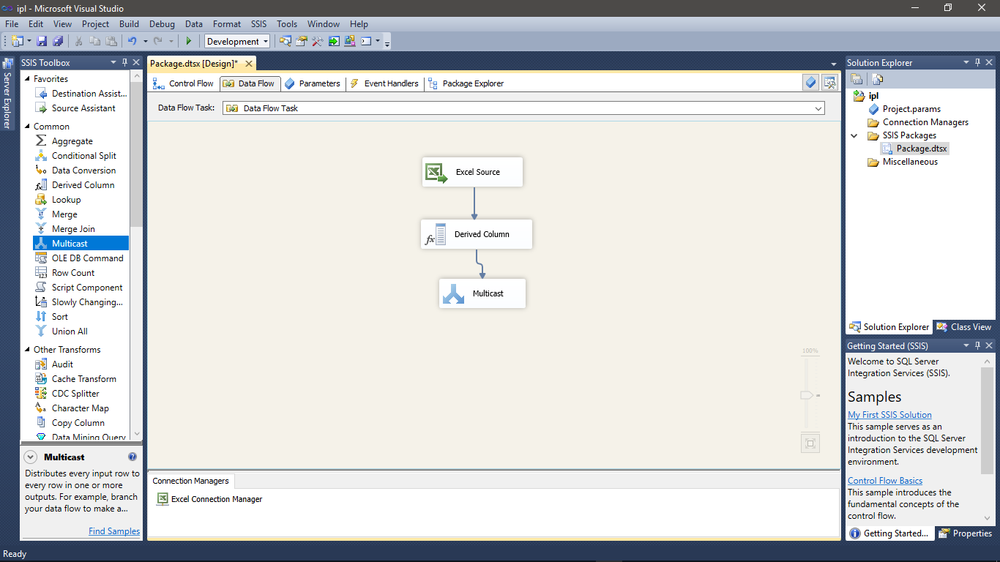 ipl - Microsoft Visual Studio
File Edit View Project Build Debug Data Format SSIS Tools Window Help
Development
Server Explorer
SSIS Toolbox
Favorites
Destination Assist...
Source Assistant
Common
Aggregate
Conditional Split
Data Conversion
Derived Column
Lookup
Merge
Merge Join
Multicast
OLE DB Command
Row Count
Script Component
Slowly Changing...
Sort
Union All
Other Transforms
Audit
Cache Transform
CDC Splitter
Character Map
Copy Column
Data Mining Query
Multicast
Distributes every input row to
every row in one or more
outputs. For example, branch
your data flow to make a...
Find Samples
Package.dtsx [Design]*
Control Flow Data Flow Parameters Event Handlers Package Explorer
Data Flow Task: Data Flow Task
Excel Source
fx Derived Column
Multicast
100%
Connection Managers
Excel Connection Manager
Solution Explorer
ipl
Project.params
Connection Managers
SSIS Packages
Package.dtsx
Miscellaneous
Solution Explorer Class View
Getting Started (SSIS)
Welcome to SQL Server
Integration Services (SSIS).
Samples
My First SSIS Solution
This sample serves as an
introduction to the SQL Server
Integration Services development
environment.
Control Flow Basics
This sample introduces the
fundamental concepts of the
control flow.
Getting Started... Properties
Ready